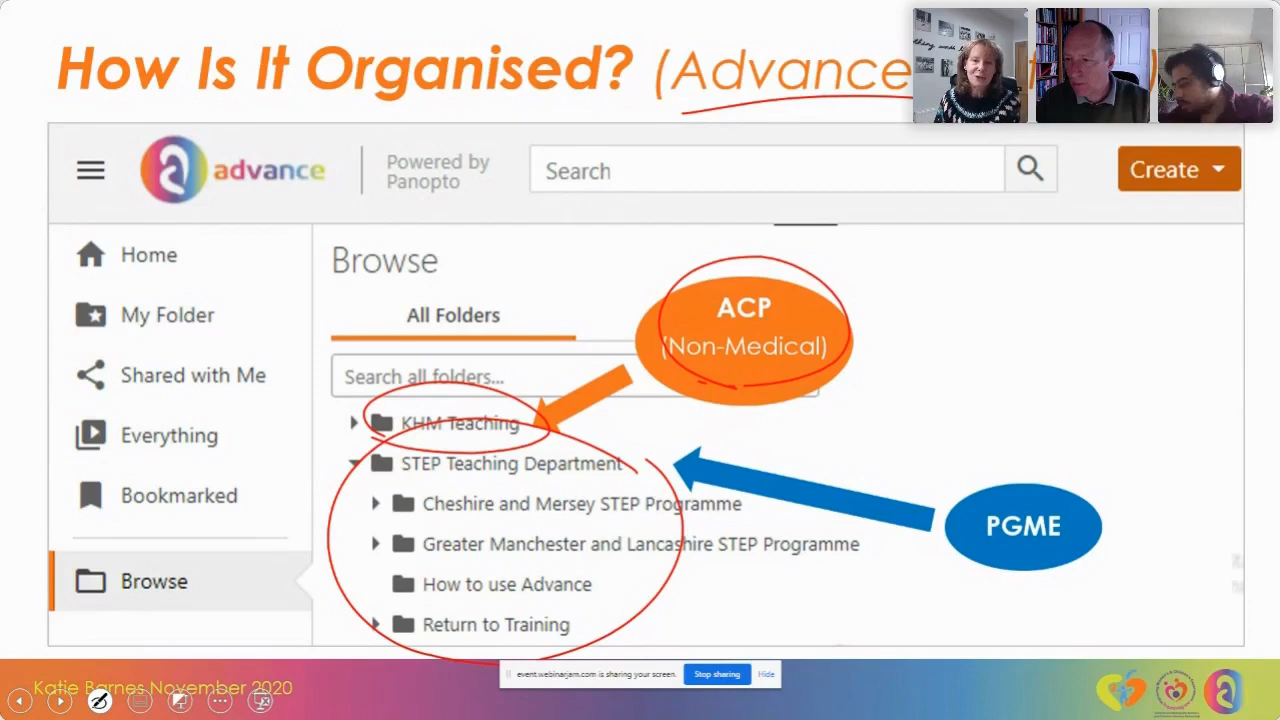 How Is It Organised? (Advance
advance
Powered by
Panopto
Search
Create
Home
My Folder
Shared with Me
Everything
Bookmarked
Browse
Browse
All Folders
Search all folders...
KHM Teaching
STEP Teaching Department
Cheshire and Mersey STEP Programme
Greater Manchester and Lancashire STEP Programme
How to use Advance
Return to Training
ACP
(Non-Medical)
PGME
event.webinarjam.com is sharing your screen.
Stop sharing
Hide
Katie Barnes November 2020